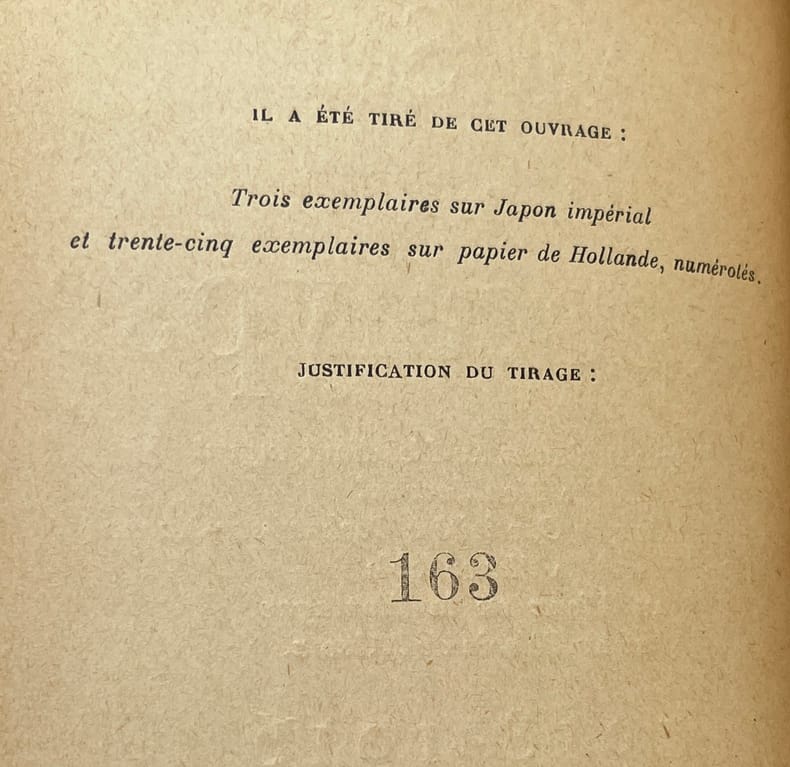 IL A ÉTÉ TIRÉ DE CET OUVRAGE :
Trois exemplaires sur Japon impérial
et trente-cinq exemplaires sur papier de Hollande, numérotés.
JUSTIFICATION DU TIRAGE :
163